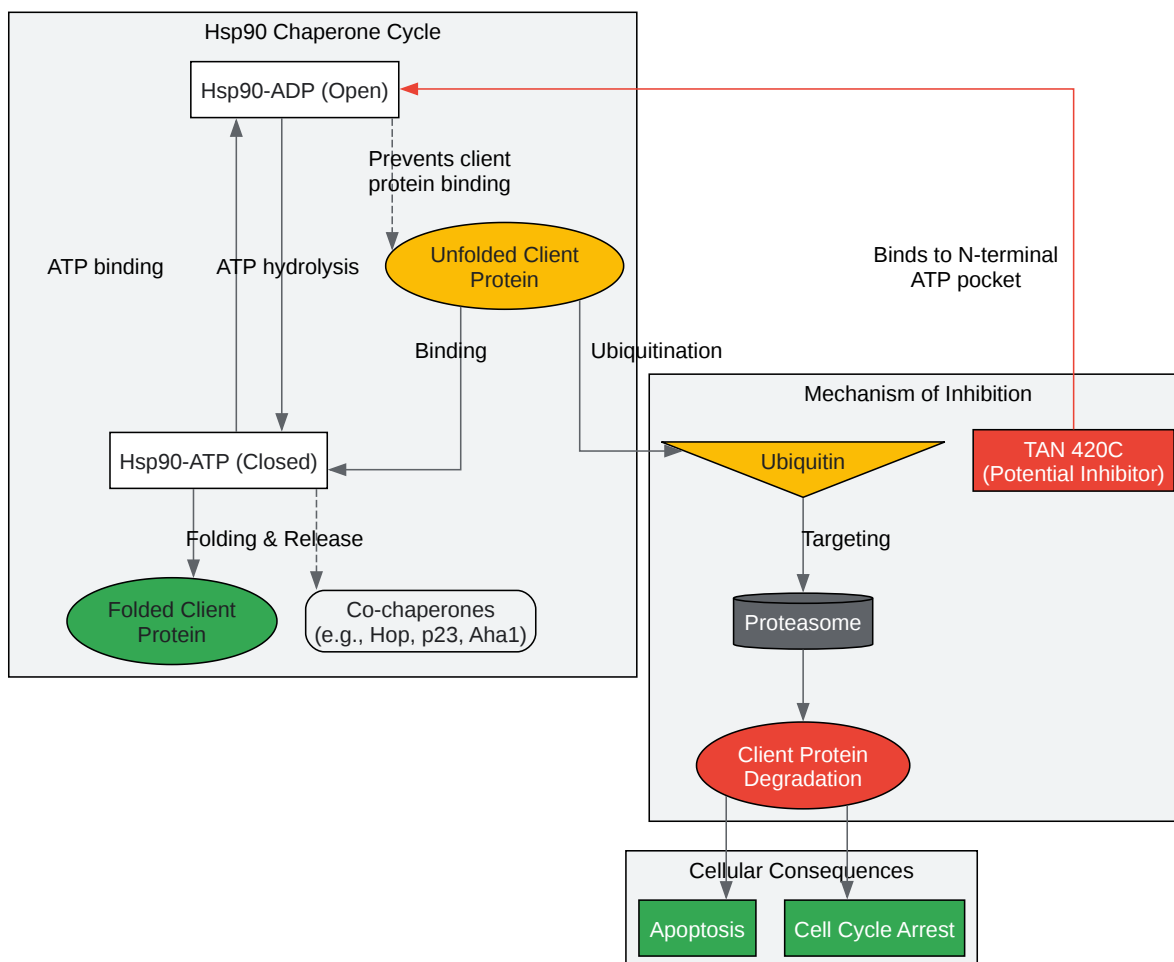 Hsp90 Chaperone Cycle
Hsp90-ADP (Open)
Prevents client
protein binding
ATP binding
ATP hydrolysis
Unfolded Client
Protein
Binds to N-terminal
ATP pocket
Binding
Ubiquitination
Mechanism of Inhibition
Hsp90-ATP (Closed)
Ubiquitin
TAN 420C
(Potential Inhibitor)
Folding & Release
Targeting
Folded Client
Protein
Co-chaperones
(e.g., Hop, p23, Aha1)
Proteasome
Client Protein
Degradation
Cellular Consequences
Apoptosis
Cell Cycle Arrest